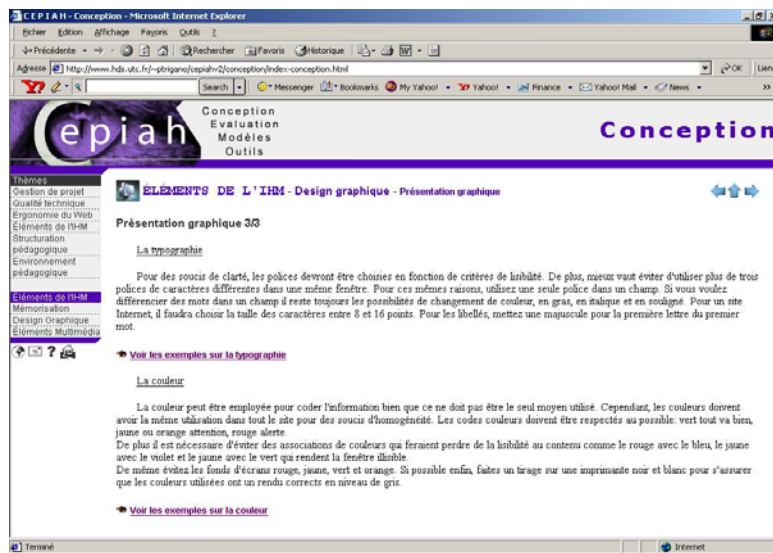 CEPIAH - Conception - Microsoft Internet Explorer
Fichier Edition Affichage Favoris Outils ?
Précédente Rechercher Favoris Historique
Adresse http://www.hds.utc.fr/~ptrigano/cepiahv2/conception/index-conception.html OK Liens
Y? Search Messenger Bookmarks My Yahoo! Yahoo! Finance Yahoo! Mail News »
Cepiah
Conception
Evaluation
Modèles
Outils
Conception
Thèmes
Gestion de projet
Qualité technique
Ergonomie du Web
Éléments de l'IHM
Structuration
pédagogique
Environnement
pédagogique
Éléments de l'IHM
Mémorisation
Design Graphique
Éléments Multimédia
?
ÉLÉMENTS DE L'IHM - Design graphique - Présentation graphique
Présentation graphique 3/3
La typographie
Pour des soucis de clarté, les polices devront être choisies en fonction de critères de lisibilité. De plus, mieux vaut éviter d'utiliser plus de trois
polices de caractères différentes dans une même fenêtre. Pour ces mêmes raisons, utilisez une seule police dans un champ. Si vous voulez
différencier des mots dans un champ il reste toujours les possibilités de changement de couleur, en gras, en italique et en souligné. Pour un site
Internet, il faudra choisir la taille des caractères entre 8 et 16 points. Pour les libellés, mettez une majuscule pour la première lettre du premier
mot.
Voir les exemples sur la typographie
La couleur
La couleur peut être employée pour coder l'information bien que ce ne doit pas être le seul moyen utilisé. Cependant, les couleurs doivent
avoir la même utilisation dans tout le site pour des soucis d'homogénéité. Les codes couleurs doivent être respectés au possible: vert tout va bien,
jaune ou orange attention, rouge alerte.
De plus il est nécessaire d'éviter des associations de couleurs qui feraient perdre de la lisibilité au contenu comme le rouge avec le bleu, le jaune
avec le violet et le jaune avec le vert qui rendent la fenêtre illisible.
De même évitez les fonds d'écrans rouge, jaune, vert et orange. Si possible enfin, faites un tirage sur une imprimante noir et blanc pour s'assurer
que les couleurs utilisées ont un rendu corrects en niveau de gris.
Voir les exemples sur la couleur
Terminé Internet